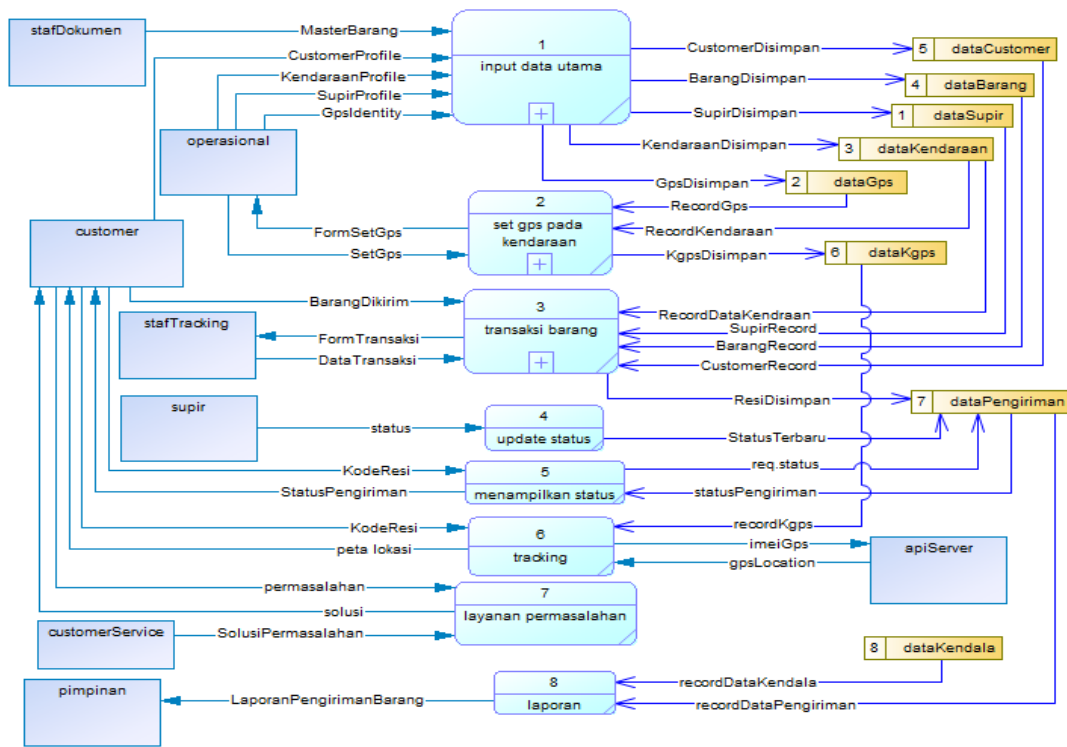 stafDokumen
MasterBarang
1
input data utama
CustomerDisimpan
5
dataCustomer
CustomerProfile
KendaraanProfile
BarangDisimpan
4
dataBarang
SupirProfile
GpsIdentity
SupirDisimpan
1
dataSupir
operasional
KendaraanDisimpan
3
dataKendaraan
GpsDisimpan
2
dataGps
2
set gps pada
kendaraan
RecordGps
customer
FormSetGps
RecordKendaraan
SetGps
KgpsDisimpan
6
dataKgps
BarangDikirim
3
transaksi barang
RecordDataKendraan
stafTracking
FormTransaksi
SupirRecord
BarangRecord
DataTransaksi
CustomerRecord
ResiDisimpan
7
dataPengiriman
supir
status
4
update status
StatusTerbaru
KodeResi
5
menampilkan status
req.status
StatusPengiriman
statusPengiriman
KodeResi
6
tracking
recordKgps
peta lokasi
imeiGps
apiServer
gpsLocation
permasalahan
7
layanan permasalahan
solusi
customerService
SolusiPermasalahan
8
dataKendala
pimpinan
LaporanPengirimanBarang
8
laporan
recordDataKendala
recordDataPengiriman